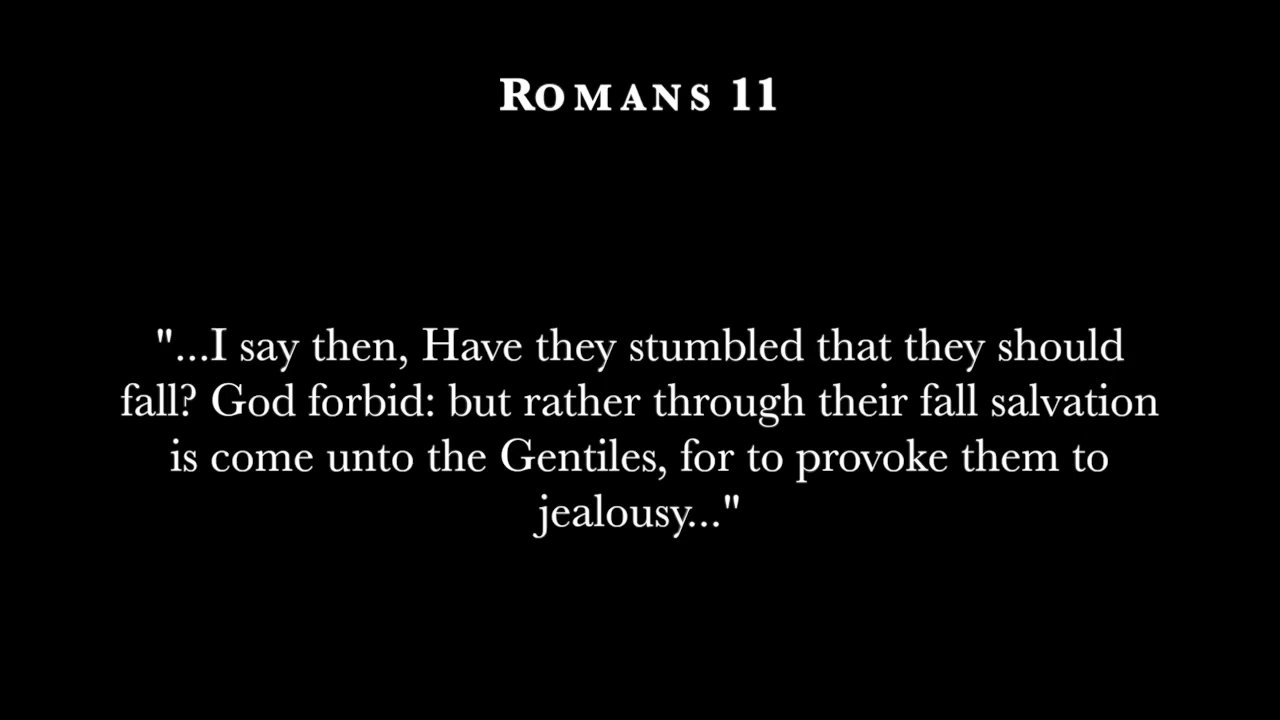 Romans 11
"...I say then, Have they stumbled that they should
fall? God forbid: but rather through their fall salvation
is come unto the Gentiles, for to provoke them to
jealousy..."